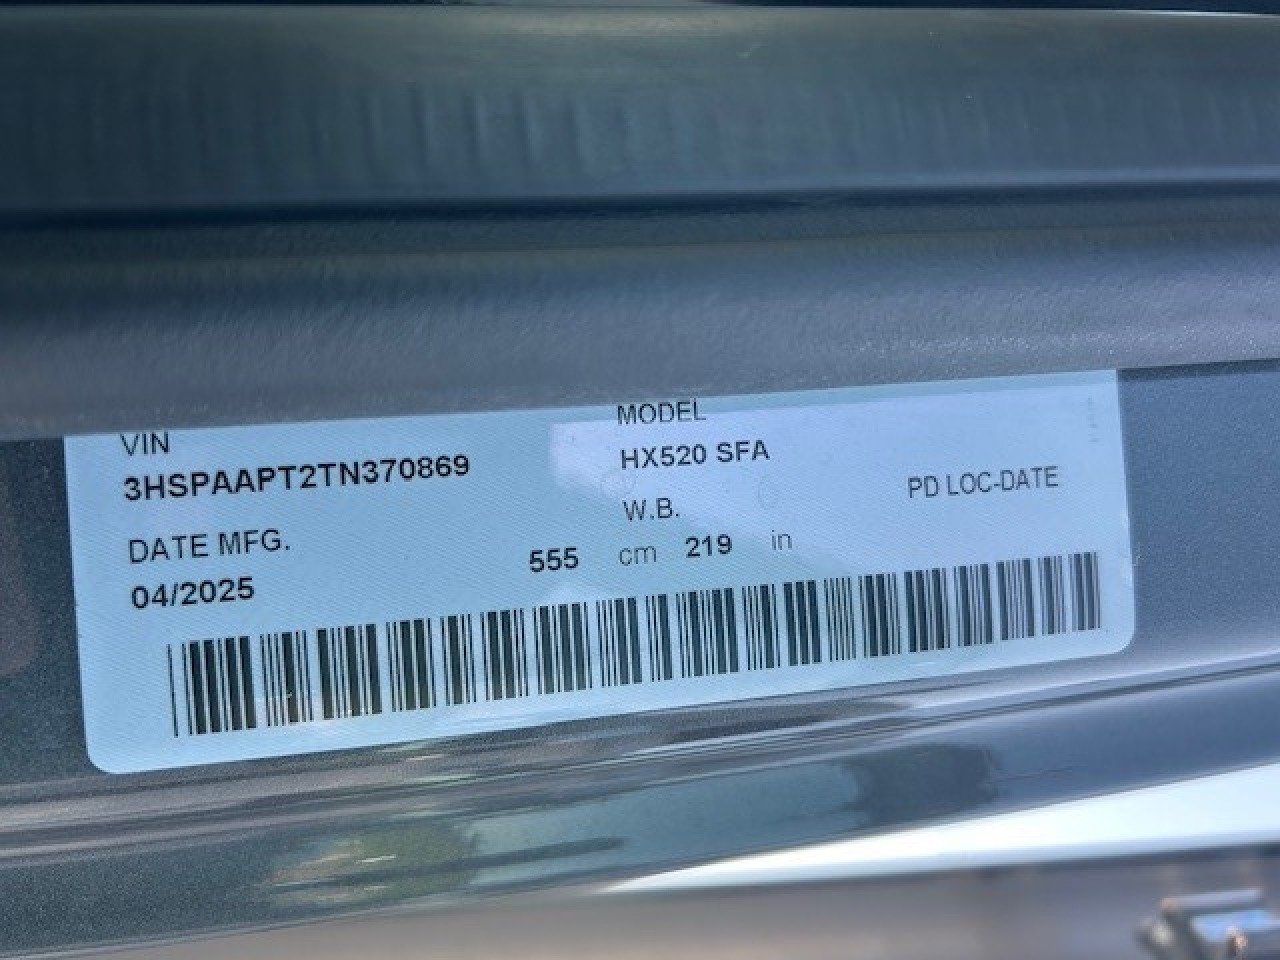 VIN
3HSPAAPT2TN370869
DATE MFG.
04/2025
MODEL
HX520 SFA
W.B.
555 cm 219 in
PD LOC-DATE